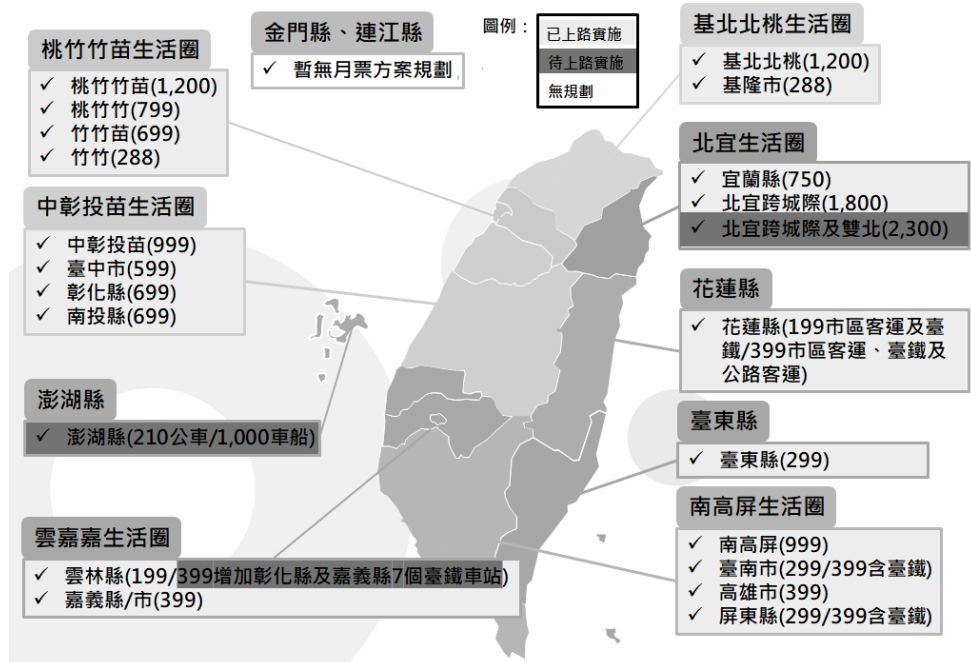 桃竹竹苗生活圈
✓ 桃竹竹苗(1,200)
✓ 桃竹竹(799)
✓ 竹竹苗(699)
✓ 竹竹(288)
金門縣、連江縣
✓ 暫無月票方案規劃
圖例：
已上路實施
待上路實施
無規劃
基北北桃生活圈
✓ 基北北桃(1,200)
✓ 基隆市(288)
北宜生活圈
✓ 宜蘭縣(750)
✓ 北宜跨城際(1,800)
✓ 北宜跨城際及雙北(2,300)
中彰投苗生活圈
✓ 中彰投苗(999)
✓ 臺中市(599)
✓ 彰化縣(699)
✓ 南投縣(699)
花蓮縣
✓ 花蓮縣(199市區客運及臺
鐵/399市區客運、臺鐵及
公路客運)
澎湖縣
✓ 澎湖縣(210公車/1,000車船)
臺東縣
✓ 臺東縣(299)
雲嘉嘉生活圈
✓ 雲林縣(199/399增加彰化縣及嘉義縣7個臺鐵車站)
✓ 嘉義縣/市(399)
南高屏生活圈
✓ 南高屏(999)
✓ 臺南市(299/399含臺鐵)
✓ 高雄市(399)
✓ 屏東縣(299/399含臺鐵)